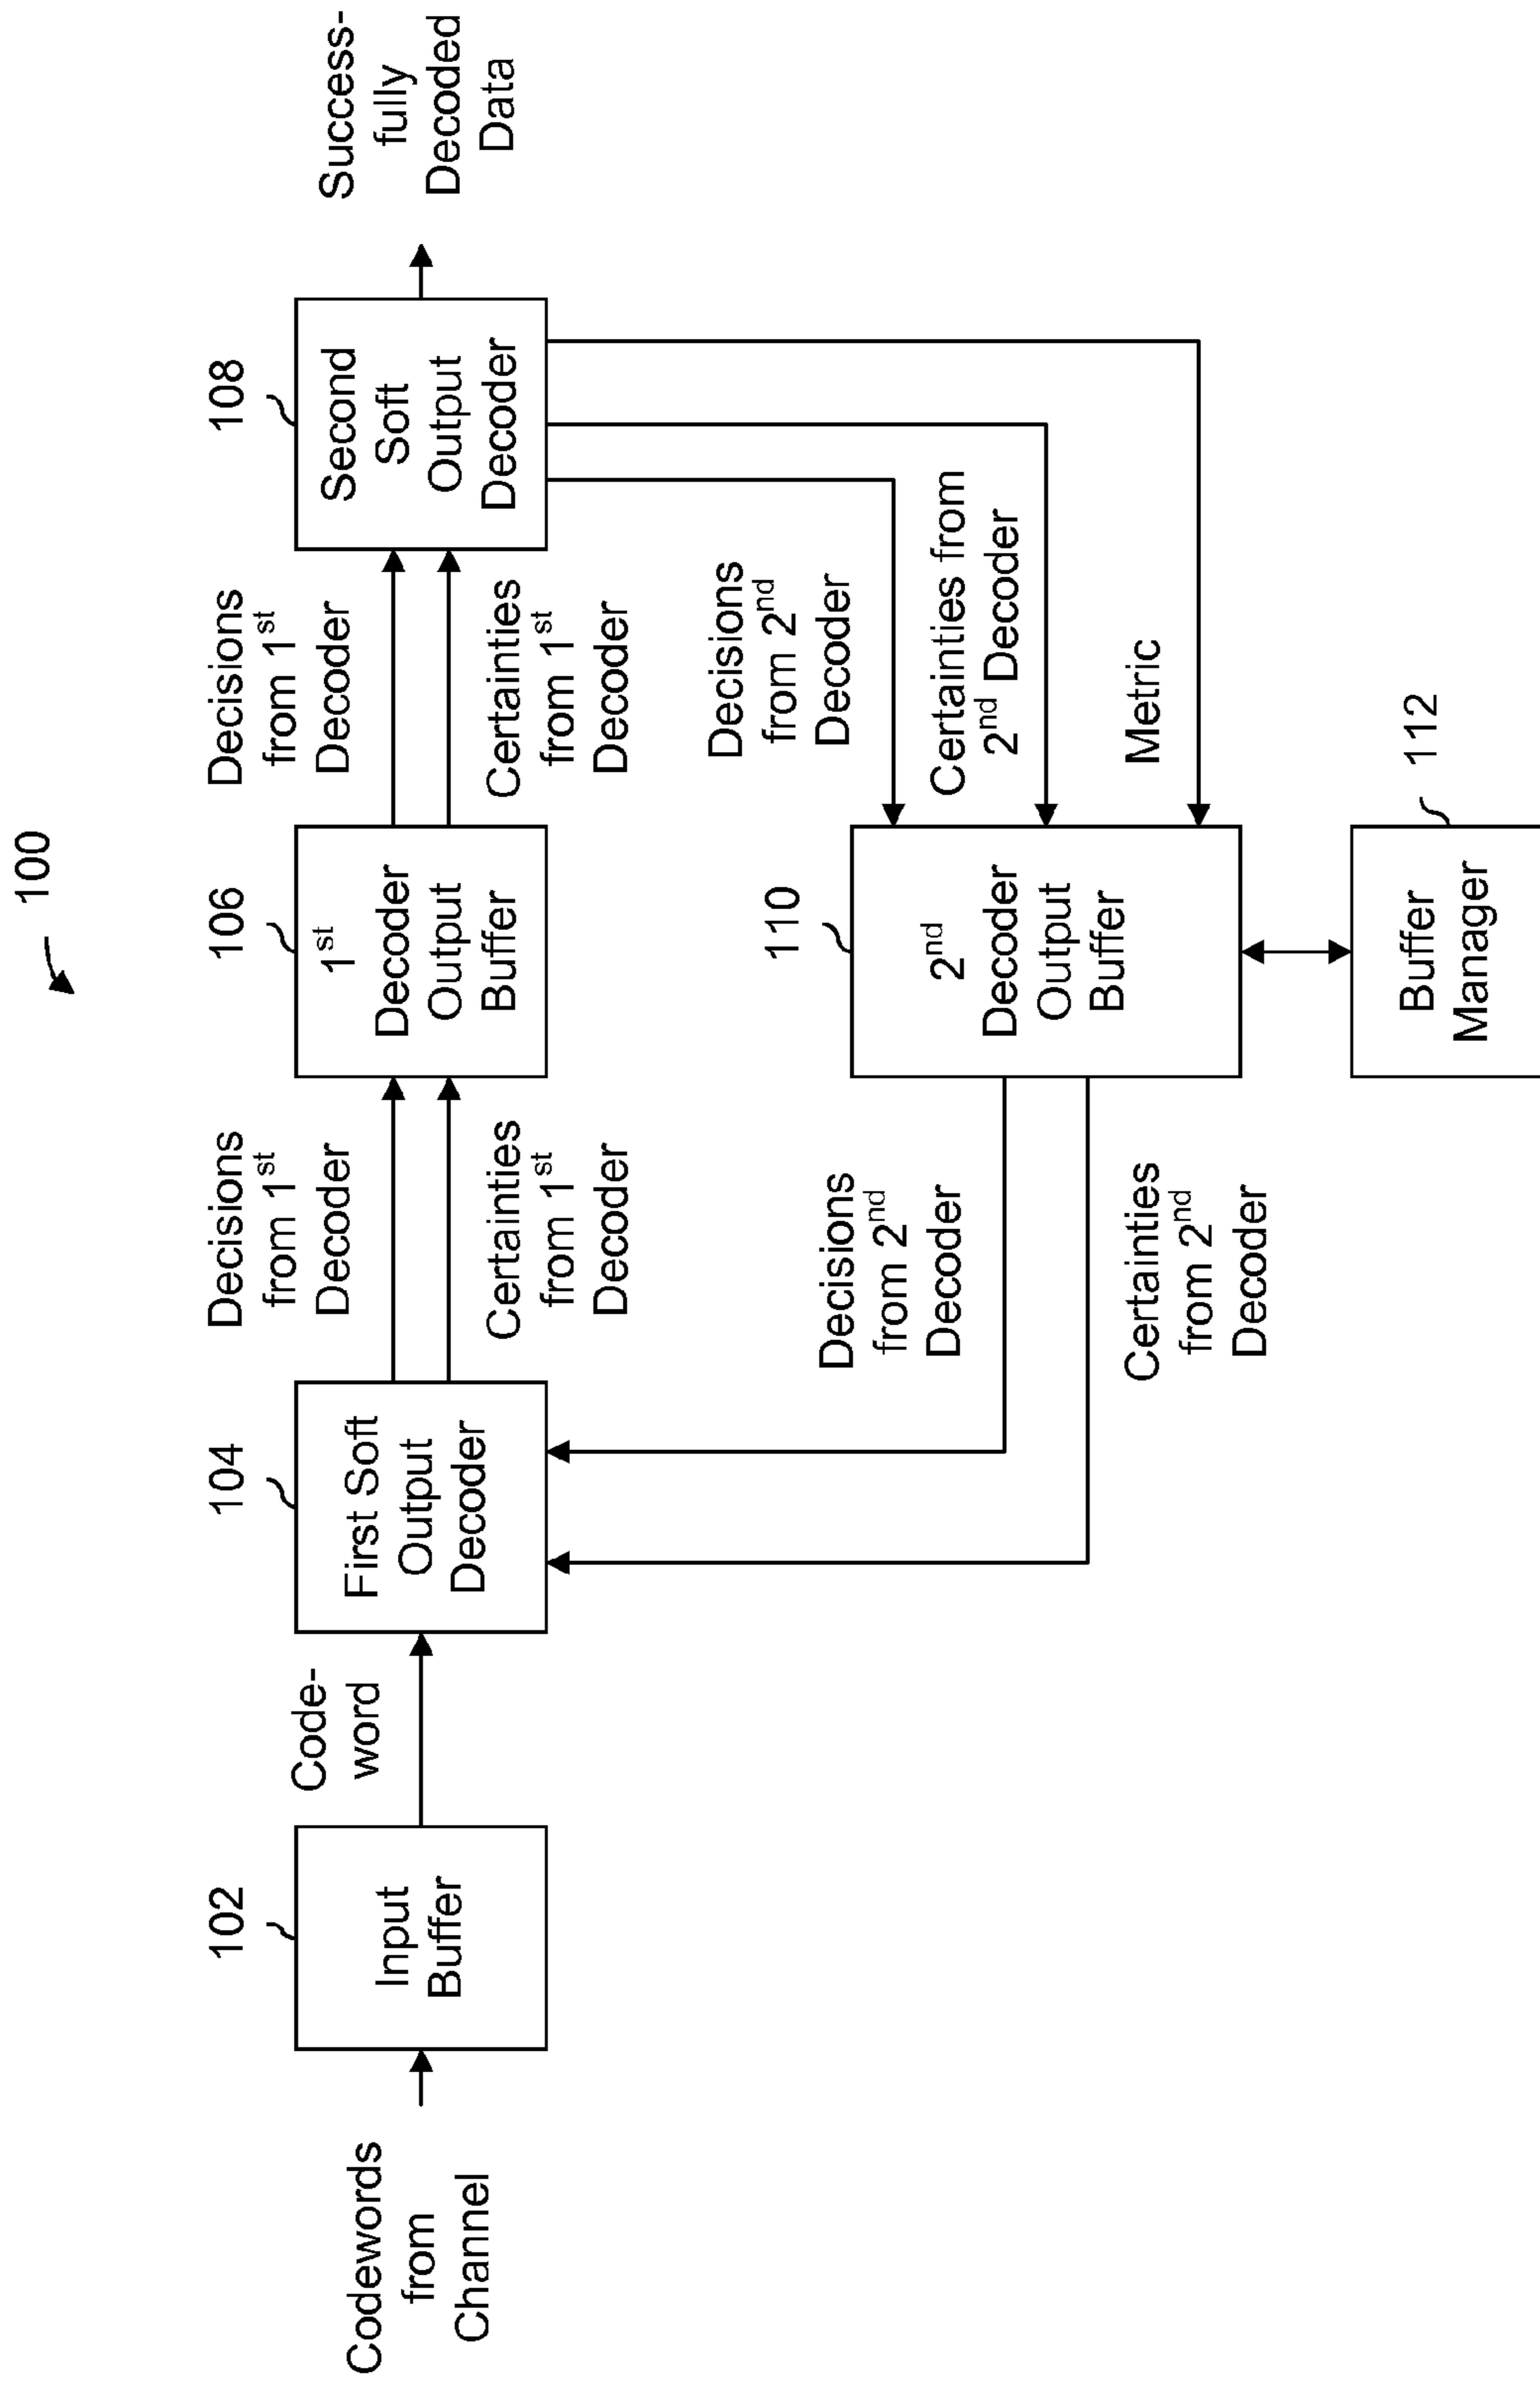 100
102
104
106
108
Codewords
from
Channel
Input
Buffer
Code-
word
First Soft
Output
Decoder
Decisions
from 1st
Decoder
Certainties
from 1st
Decoder
1st
Decoder
Output
Buffer
Decisions
from 1st
Decoder
Certainties
from 1st
Decoder
Second
Soft
Output
Decoder
Success-
fully
Decoded
Data
Decisions
from 2nd
Decoder
Certainties
from 2nd
Decoder
110
2nd
Decoder
Output
Buffer
Decisions
from 2nd
Decoder
Certainties from
2nd Decoder
Metric
Buffer
Manager
112